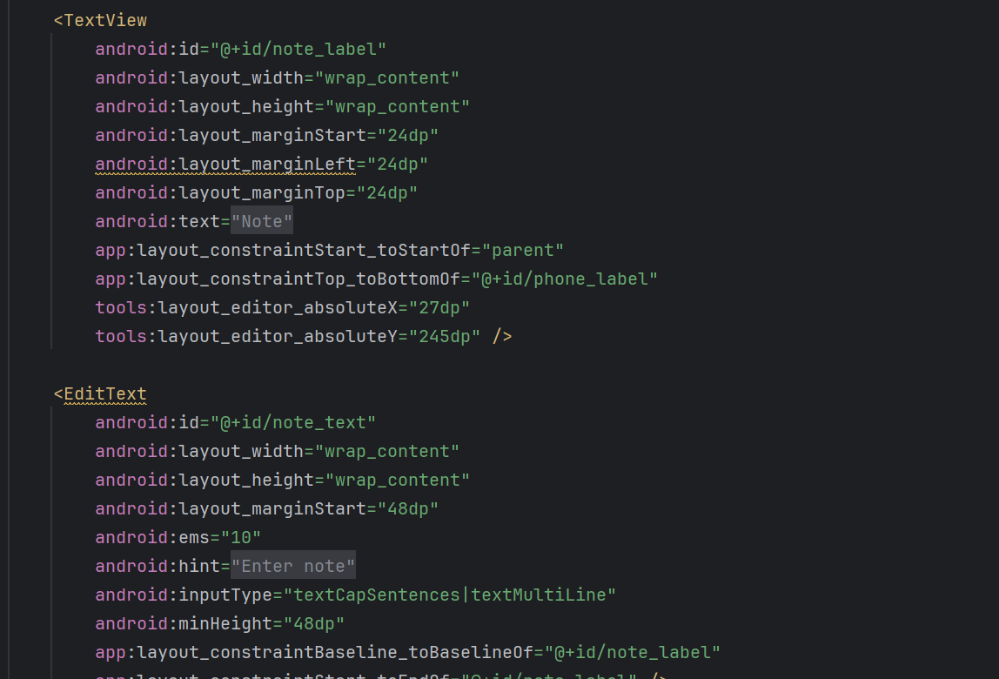 <TextView
android:id="@+id/note_label"
android:layout_width="wrap_content"
android:layout_height="wrap_content"
android:layout_marginStart="24dp"
android:layout_marginLeft="24dp"
android:layout_marginTop="24dp"
android:text="Note"
app:layout_constraintStart_toStartOf="parent"
app:layout_constraintTop_toBottomOf="@+id/phone_label"
tools:layout_editor_absoluteX="27dp"
tools:layout_editor_absoluteY="245dp" />
<EditText
android:id="@+id/note_text"
android:layout_width="wrap_content"
android:layout_height="wrap_content"
android:layout_marginStart="48dp"
android:ems="10"
android:hint="Enter note"
android:inputType="textCapSentences|textMultiLine"
android:minHeight="48dp"
app:layout_constraintBaseline_toBaselineOf="@+id/note_label"
app:layout_constraintStart_toEndOf="@+id/note_label" />